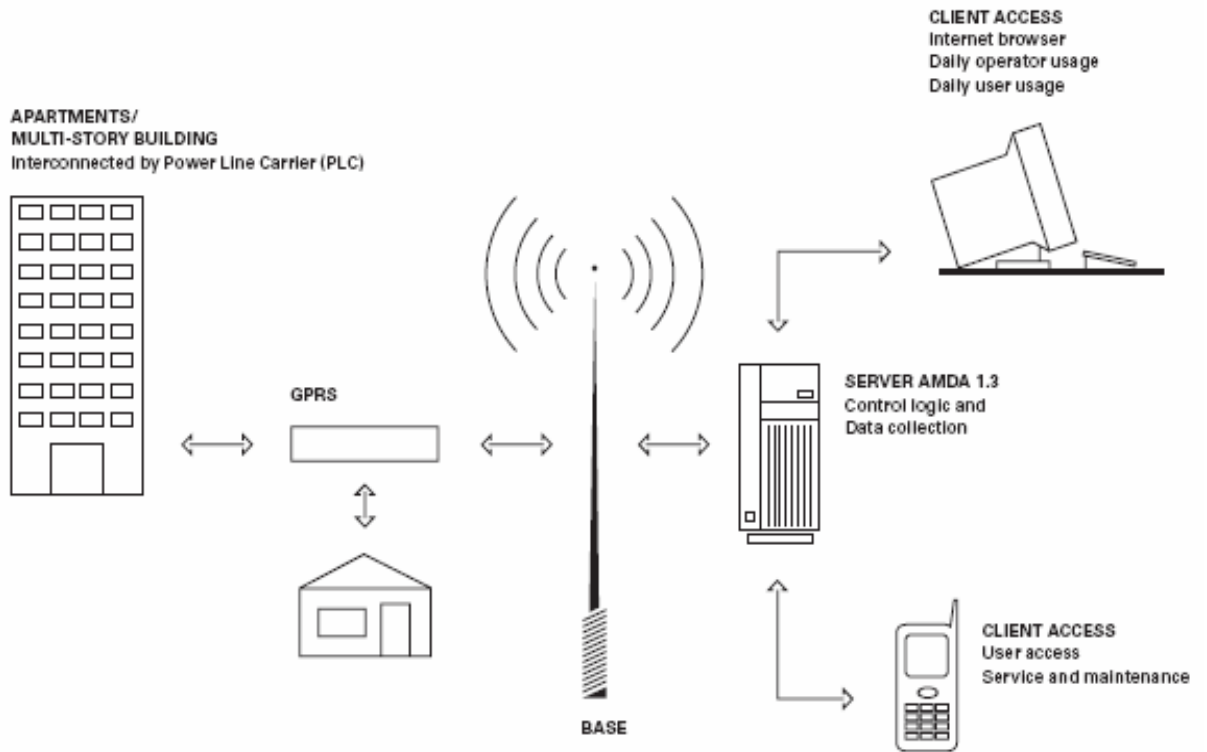 CLIENT ACCESS
Internet browser
Daily operator usage
Daily user usage
APARTMENTS/
MULTI-STORY BUILDING
Interconnected by Power Line Carrier (PLC)
GPRS
SERVER AMDA 1.3
Control logic and
Data collection
CLIENT ACCESS
User access
Service and maintenance
BASE